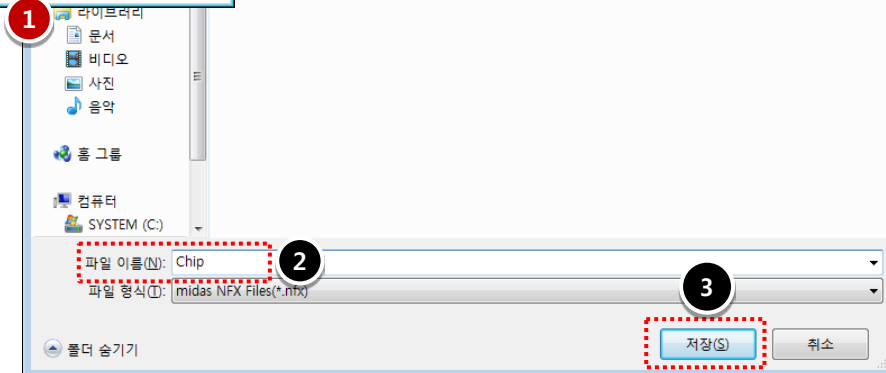 1
라이브러리
문서
비디오
사진
음악
홈 그룹
컴퓨터
SYSTEM (C:)
파일 이름(N): Chip
2
파일 형식(T): midas NFX Files(*.nfx)
3
폴더 숨기기
저장(S)
취소